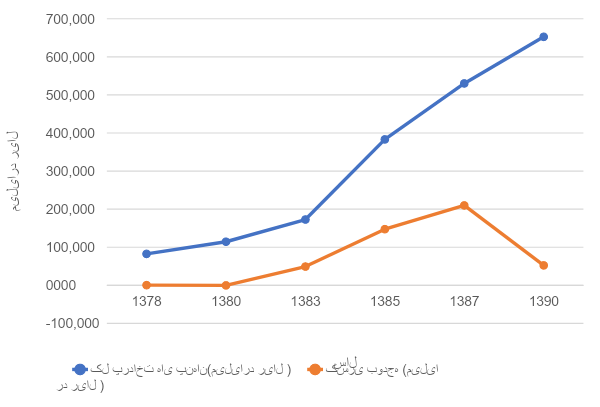 700,000
600,000
500,000
400,000
300,000
200,000
100,000
0000
-100,000
میلیارد ریال
1378 1380 1383 1385 1387 1390
سال
کل پرداخت های پنهان(میلیارد ریال )
کسری بودجه (میلیا
رد ریال )